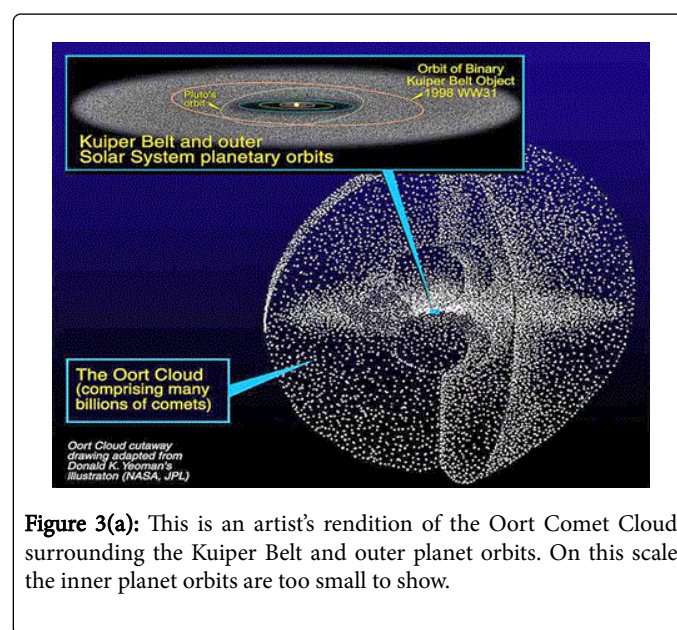 Orbit of Binary
Kuiper Belt Object
1998 WW31
Pluto's
orbit
Kuiper Belt and outer
Solar System planetary orbits
The Oort Cloud
(comprising many
billions of comets)
Oort Cloud cutaway
drawing adapted from
Donald K. Yeoman's
illustraton (NASA, JPL)
Figure 3(a): This is an artist's rendition of the Oort Comet Cloud
surrounding the Kuiper Belt and outer planet orbits. On this scale
the inner planet orbits are too small to show.